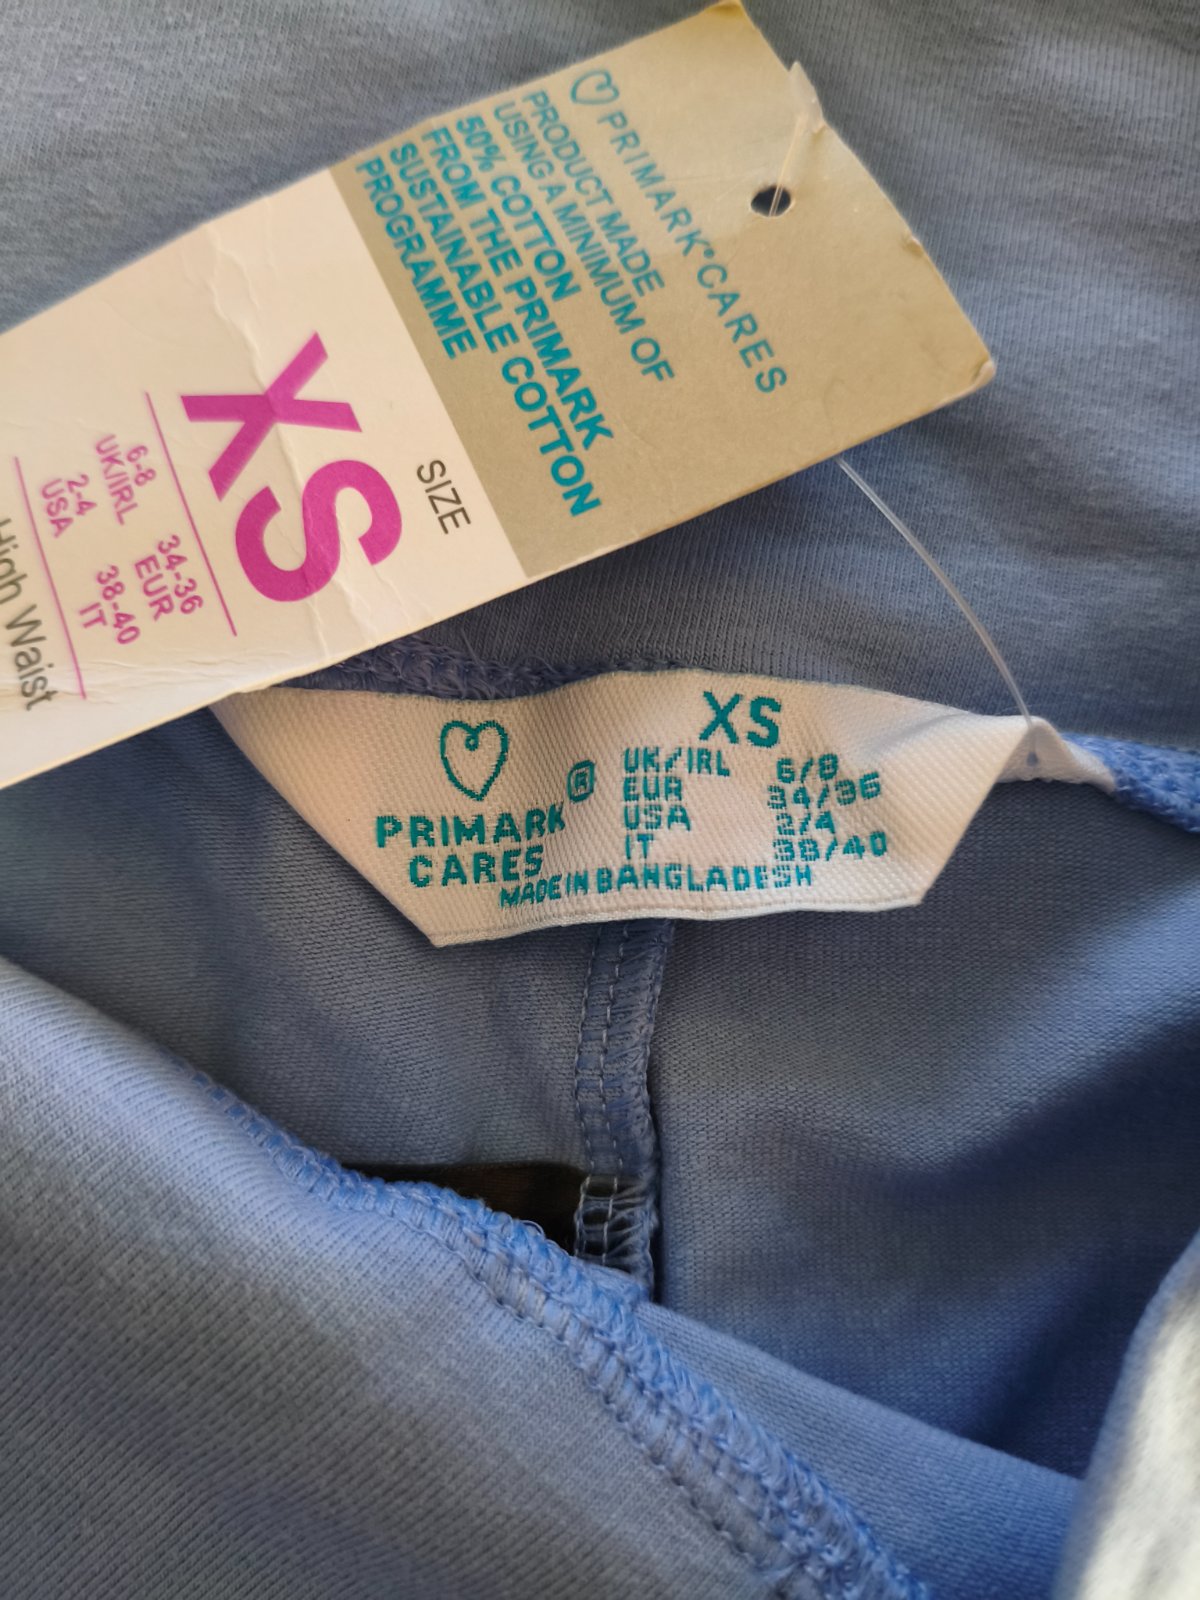 PRIMARK® CARES
PRODUCT MADE
USING A MINIMUM OF
50% COTTON
FROM THE PRIMARK
SUSTAINABLE COTTON
PROGRAMME
SIZE
XS
6-8 34-36
UK/IRL EUR
2-4 38-40
USA IT
High Waist
XS
PRIMARK®
CARES
UK/IRL 6/8
EUR 34/36
USA 2/4
IT 38/40
MADE IN BANGLADESH